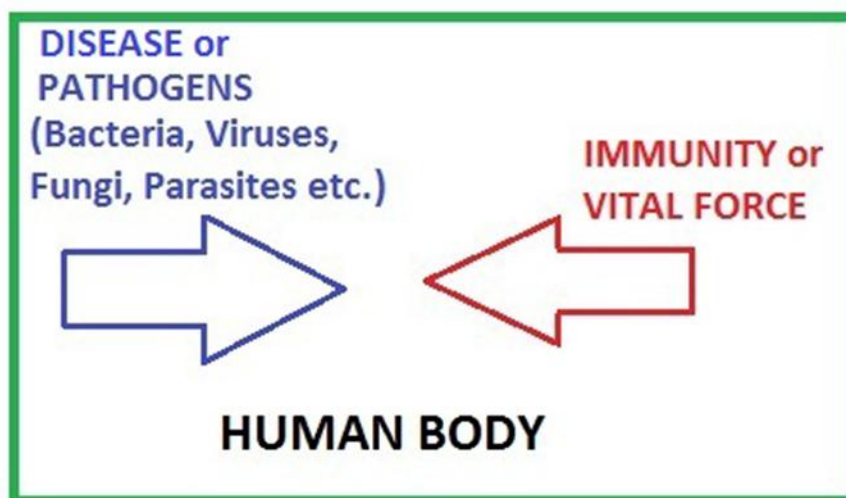 DISEASE or
PATHOGENS
(Bacteria, Viruses,
Fungi, Parasites etc.)
IMMUNITY or
VITAL FORCE
HUMAN BODY